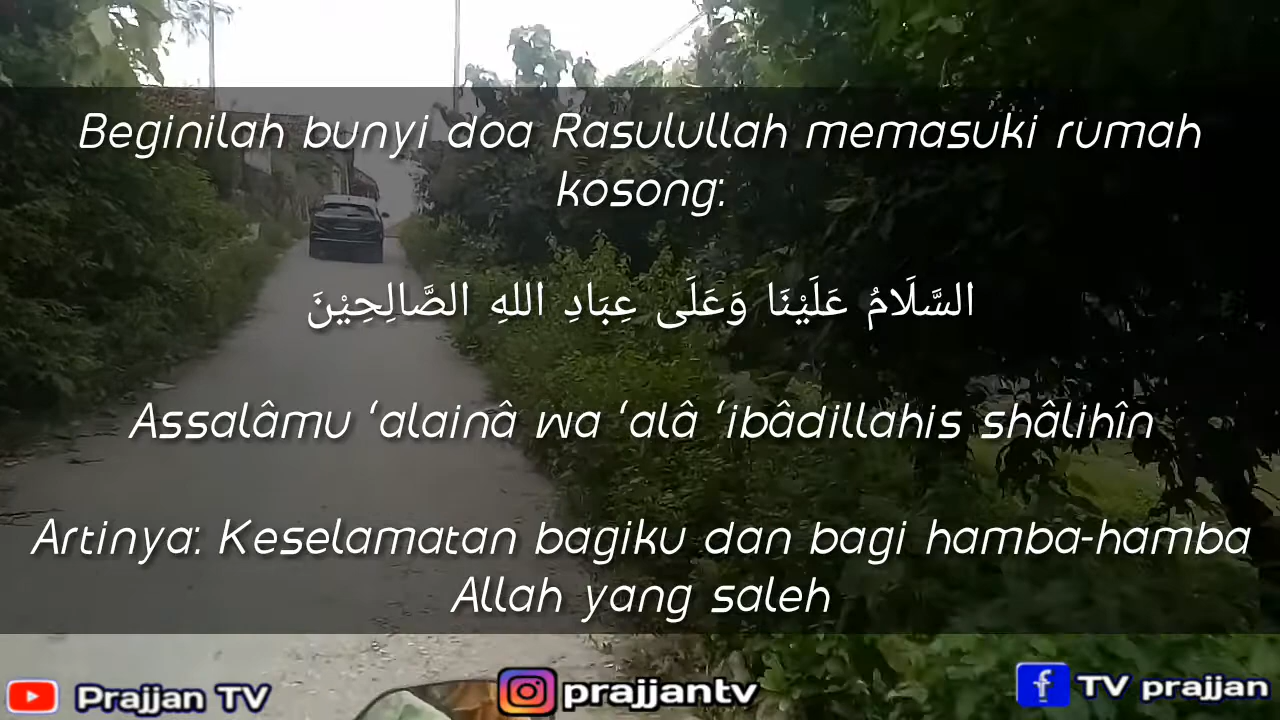 Beginilah bunyi doa Rasulullah memasuki rumah
kosong:
السَّلَامُ عَلَيْنَا وَعَلَى عِبَادِ اللهِ الصَّالِحِيْنَ
Assalâmu ‘alainâ wa ‘alâ ‘ibâdillahis shâlihîn
Artinya: Keselamatan bagiku dan bagi hamba-hamba
Allah yang saleh
Prajjan TV
prajjantv
TV prajjan